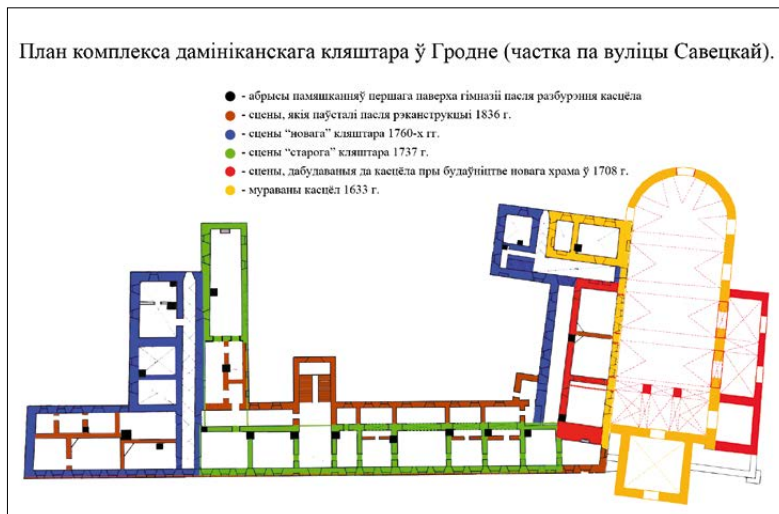 План комплекса дамініканскага кляштара ў Гродне (частка па вуліцы Савецкай).
- абрысы памяшканняў першага паверха гімназіі пасля разбурэння касцёла
- сцены, якія паўсталі пасля рэканструкцыі 1836 г.
- сцены “новага” кляштара 1760-х гг.
- сцены “старога” кляштара 1737 г.
- сцены, дабудаваныя да касцёла пры будаўніцтве новага храма ў 1708 г.
- мураваны касцёл 1633 г.